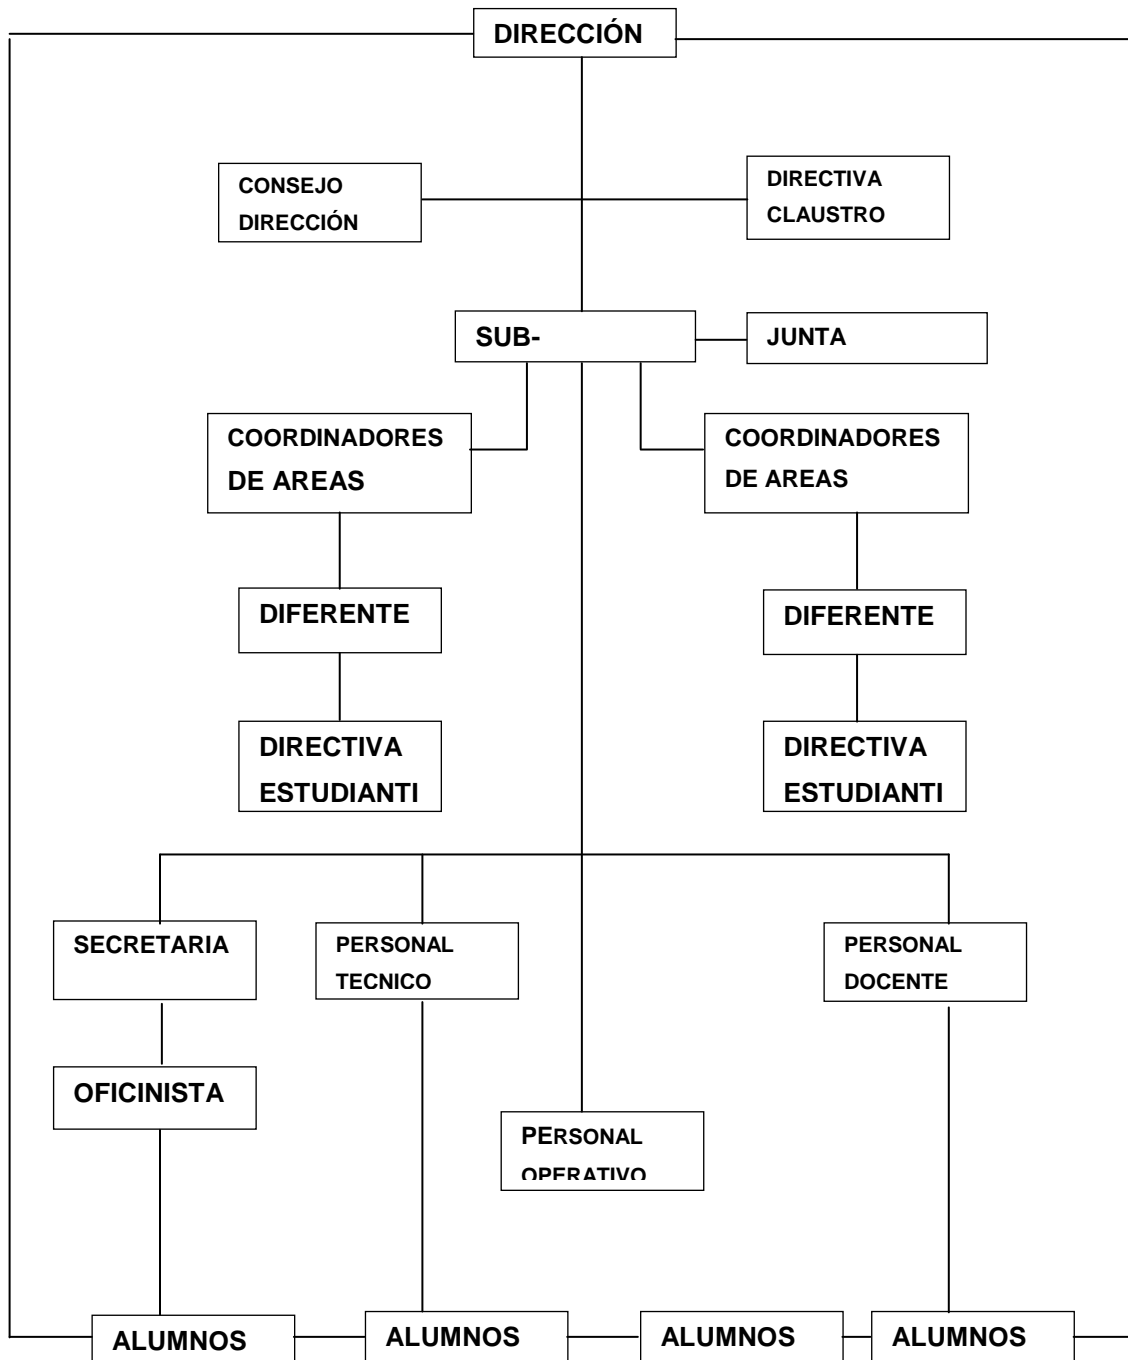 DIRECCIÓN
CONSEJO
DIRECCIÓN
DIRECTIVA
CLAUSTRO
SUB-
JUNTA
COORDINADORES
DE AREAS
COORDINADORES
DE AREAS
DIFERENTE
DIFERENTE
DIRECTIVA
ESTUDIANTI
DIRECTIVA
ESTUDIANTI
SECRETARIA
PERSONAL
TECNICO
PERSONAL
DOCENTE
OFICINISTA
PERSONAL
OPERATIVO
ALUMNOS
ALUMNOS
ALUMNOS
ALUMNOS